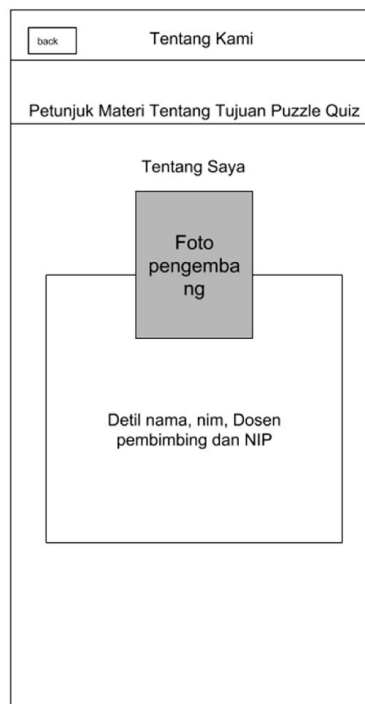 back
Tentang Kami
Petunjuk Materi Tentang Tujuan Puzzle Quiz
Tentang Saya
Foto
pengemba
ng
Detil nama, nim, Dosen
pembimbing dan NIP